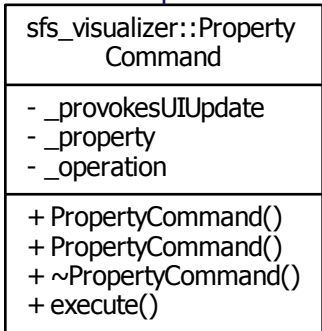 sfs_visualizer::Property
Command
- _provokesUIUpdate
- _property
- _operation
+ PropertyCommand()
+ PropertyCommand()
+ ~PropertyCommand()
+ execute()